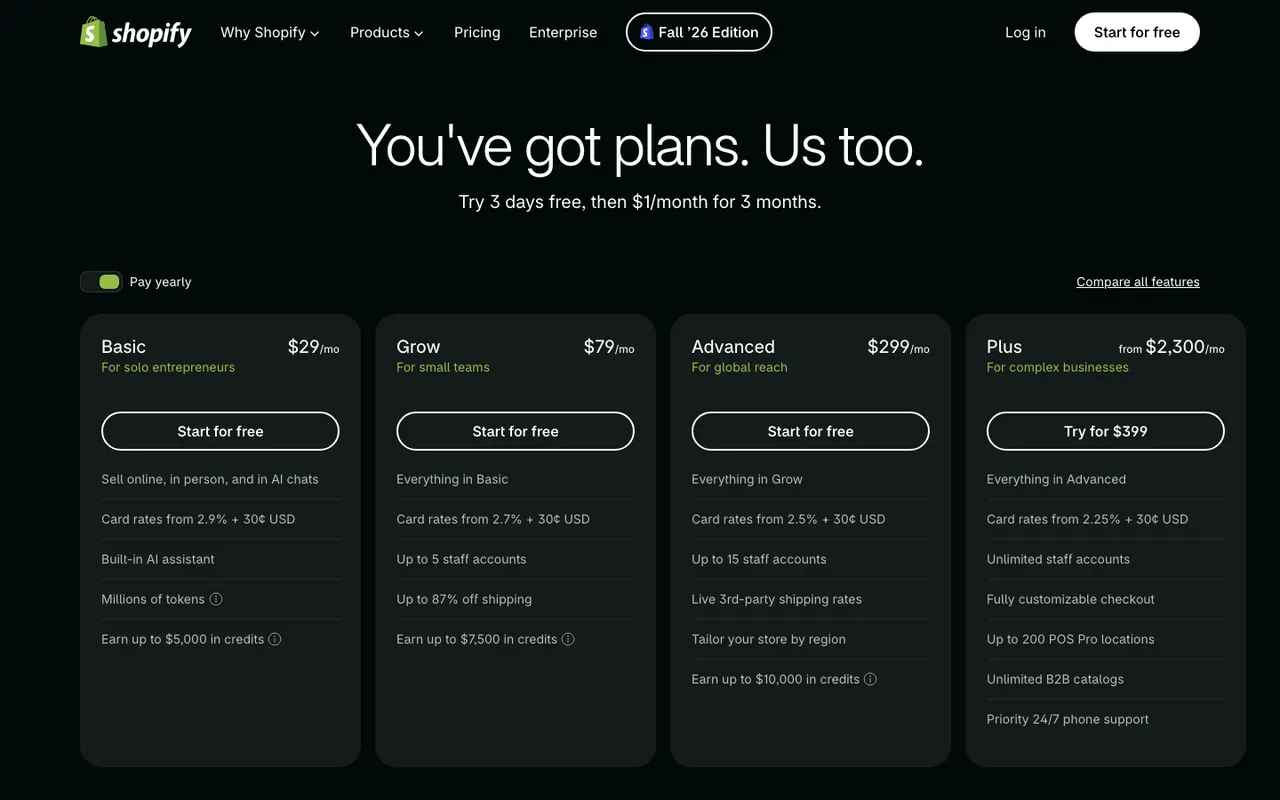 shopify
Why Shopify
Products
Pricing
Enterprise
Fall ’26 Edition
Log in
Start for free
You've got plans. Us too.
Try 3 days free, then $1/month for 3 months.
Pay yearly
Compare all features
Basic
$29/mo
For solo entrepreneurs
Start for free
Sell online, in person, and in AI chats
Card rates from 2.9% + 30¢ USD
Built-in AI assistant
Millions of tokens
Earn up to $5,000 in credits
Grow
$79/mo
For small teams
Start for free
Everything in Basic
Card rates from 2.7% + 30¢ USD
Up to 5 staff accounts
Up to 87% off shipping
Earn up to $7,500 in credits
Advanced
$299/mo
For global reach
Start for free
Everything in Grow
Card rates from 2.5% + 30¢ USD
Up to 15 staff accounts
Live 3rd-party shipping rates
Tailor your store by region
Earn up to $10,000 in credits
Plus
from $2,300/mo
For complex businesses
Try for $399
Everything in Advanced
Card rates from 2.25% + 30¢ USD
Unlimited staff accounts
Fully customizable checkout
Up to 200 POS Pro locations
Unlimited B2B catalogs
Priority 24/7 phone support